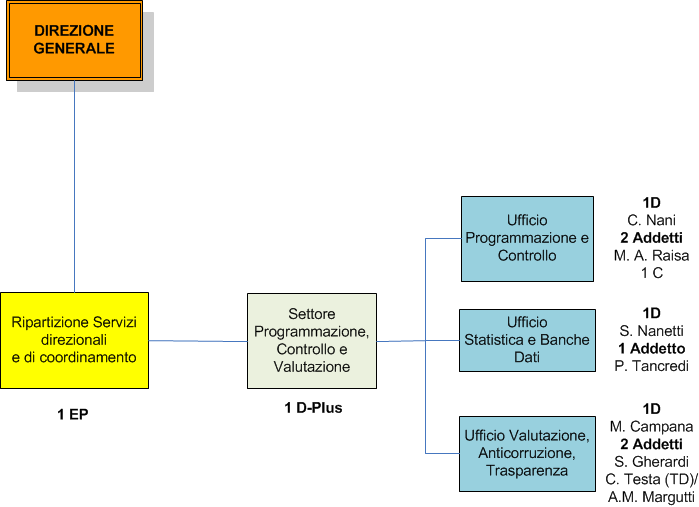 DIREZIONE
GENERALE
Ripartizione Servizi
direzionali
e di coordinamento
1 EP
Settore
Programmazione,
Controllo e
Valutazione
1 D-Plus
Ufficio
Programmazione e
Controllo
1D
C. Nani
2 Addetti
M. A. Raisa
1 C
Ufficio
Statistica e Banche
Dati
1D
S. Nanetti
1 Addetto
P. Tancredi
Ufficio Valutazione,
Anticorruzione,
Trasparenza
1D
M. Campana
2 Addetti
S. Gherardi
C. Testa (TD)/
A.M. Margutti